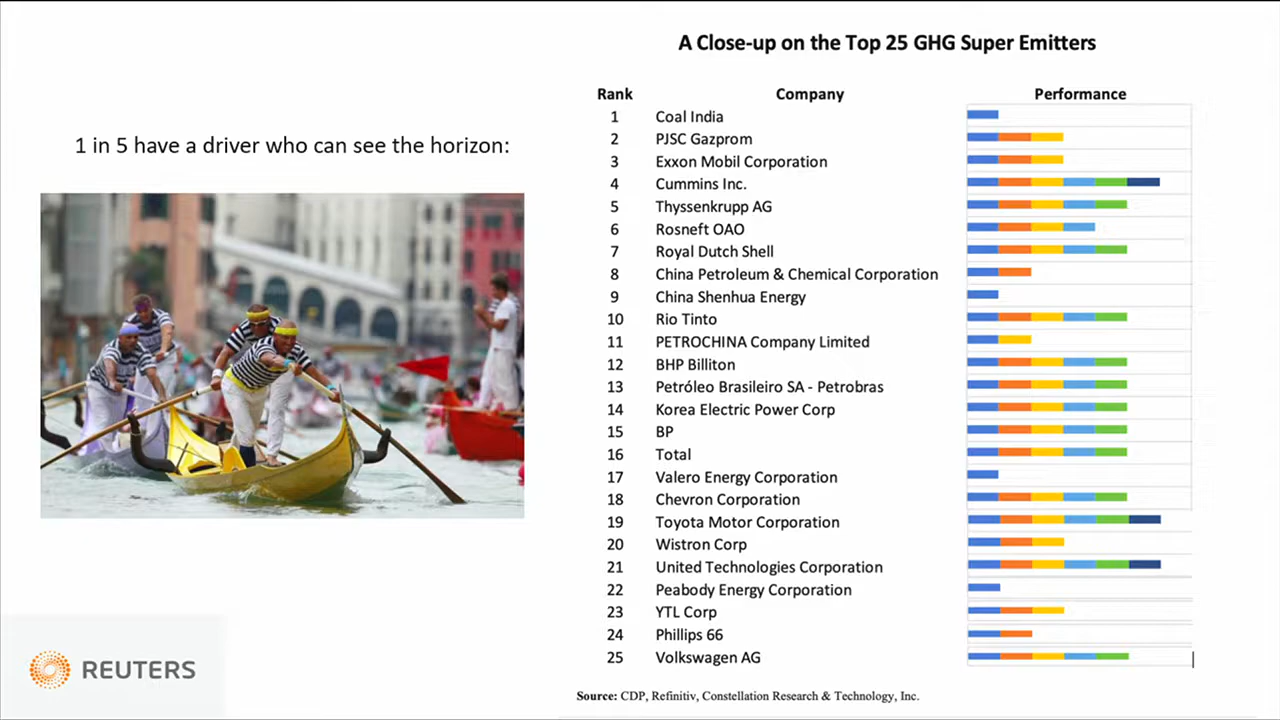 A Close-up on the Top 25 GHG Super Emitters
1 in 5 have a driver who can see the horizon:
Rank Company Performance
1 Coal India
2 PJSC Gazprom
3 Exxon Mobil Corporation
4 Cummins Inc.
5 Thyssenkrupp AG
6 Rosneft OAO
7 Royal Dutch Shell
8 China Petroleum & Chemical Corporation
9 China Shenhua Energy
10 Rio Tinto
11 PETROCHINA Company Limited
12 BHP Billiton
13 Petróleo Brasileiro SA - Petrobras
14 Korea Electric Power Corp
15 BP
16 Total
17 Valero Energy Corporation
18 Chevron Corporation
19 Toyota Motor Corporation
20 Wistron Corp
21 United Technologies Corporation
22 Peabody Energy Corporation
23 YTL Corp
24 Phillips 66
25 Volkswagen AG
Source: CDP, Refinitiv, Constellation Research & Technology, Inc.
REUTERS